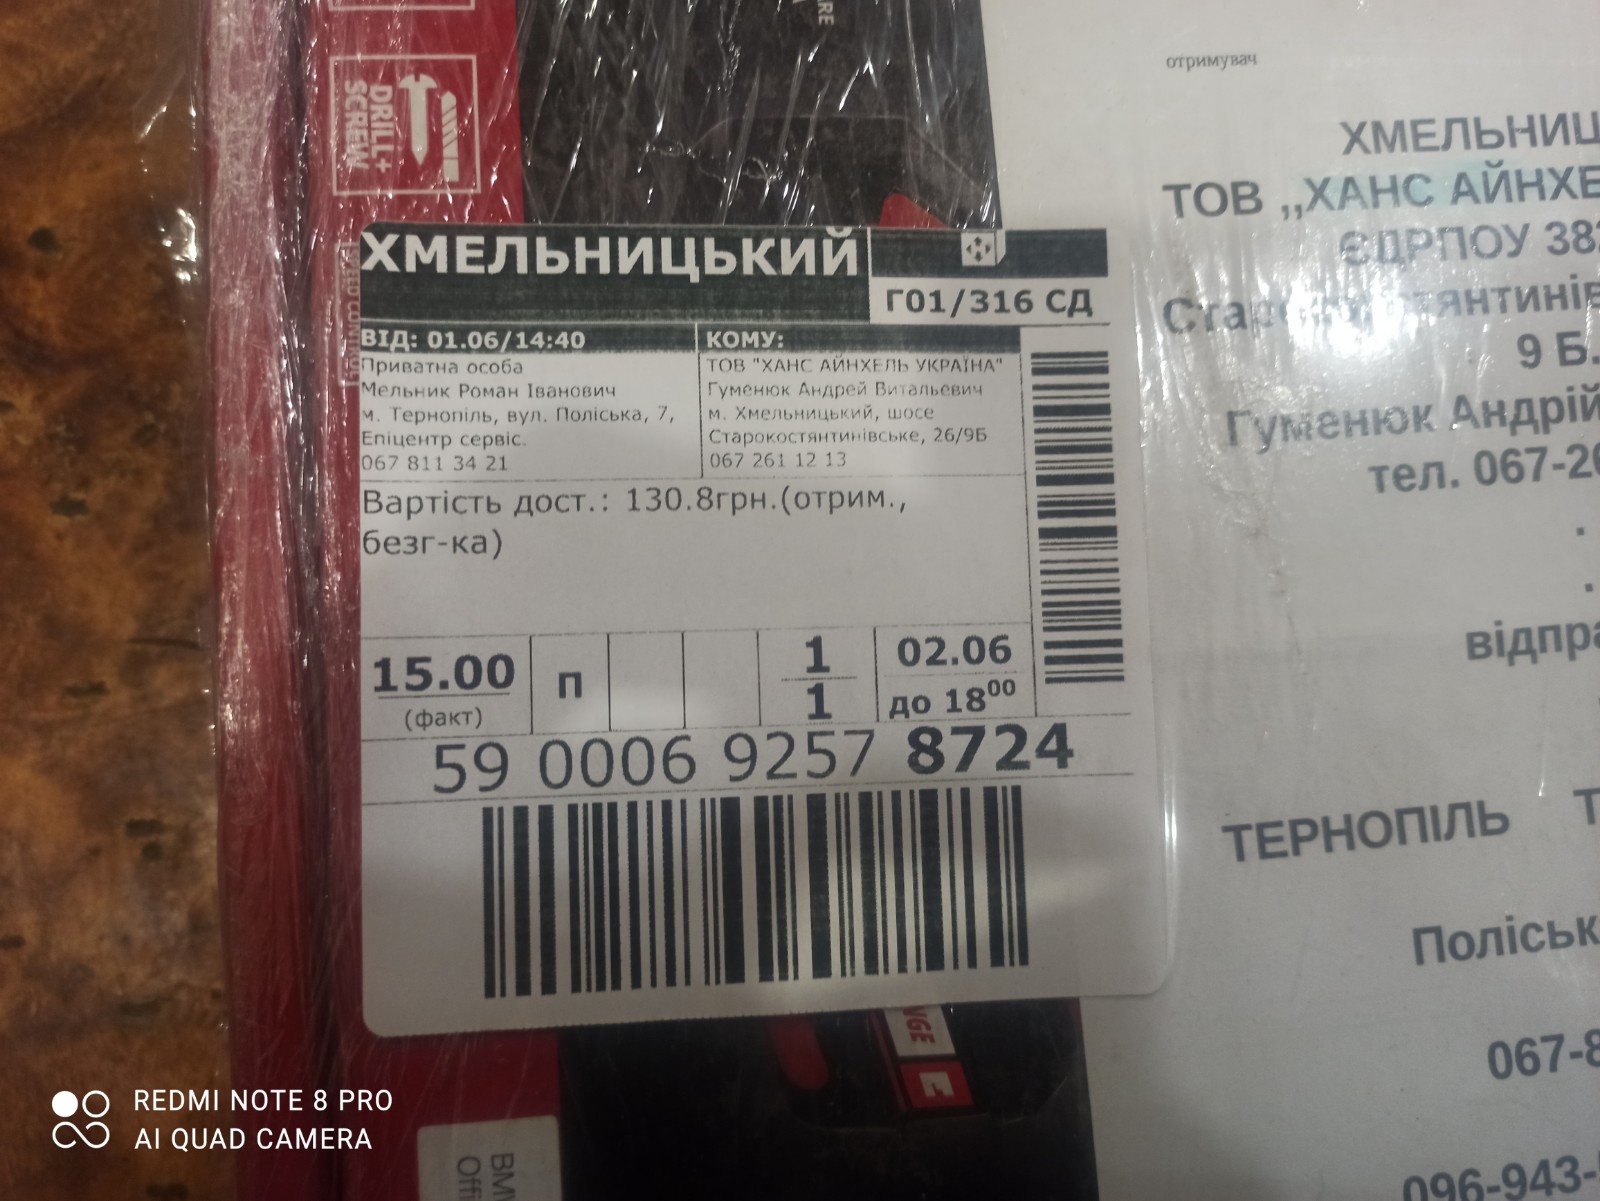 DRILL+
SCREW
ХМЕЛЬНИЦЬКИЙ
Г01/316 СД
ВІД: 01.06/14:40
Приватна особа
Мельник Роман Іванович
м. Тернопіль, вул. Поліська, 7,
Епіцентр сервіс.
067 811 34 21
КОМУ:
ТОВ "ХАНС АЙНХЕЛЬ УКРАЇНА"
Гуменюк Андрей Витальевич
м. Хмельницький, шосе
Старокостянтинівське, 26/9Б
067 261 12 13
Вартість дост.: 130.8грн.(отрим.,
безг-ка)
15.00
(факт)
П
1
1
02.06
до 18⁰⁰
59 0006 9257 8724
отримувач
ХМЕЛЬНИЦ
ТОВ ,,ХАНС АЙНХЕ
ЄДРПОУ 38
9 Б.
Гуменюк Андрій
тел. 067-26
відпра
ТЕРНОПІЛЬ Т
Поліськ
067-8
096-943-
NGE
BMW
Offi
REDMI NOTE 8 PRO
AI QUAD CAMERA